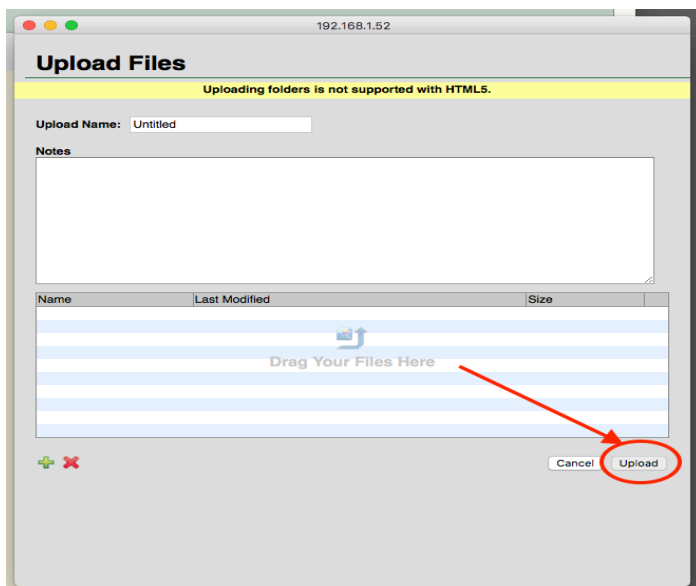 192.168.1.52
Upload Files
Uploading folders is not supported with HTML5.
Upload Name: Untitled
Notes
Name Last Modified Size
Drag Your Files Here
Cancel Upload